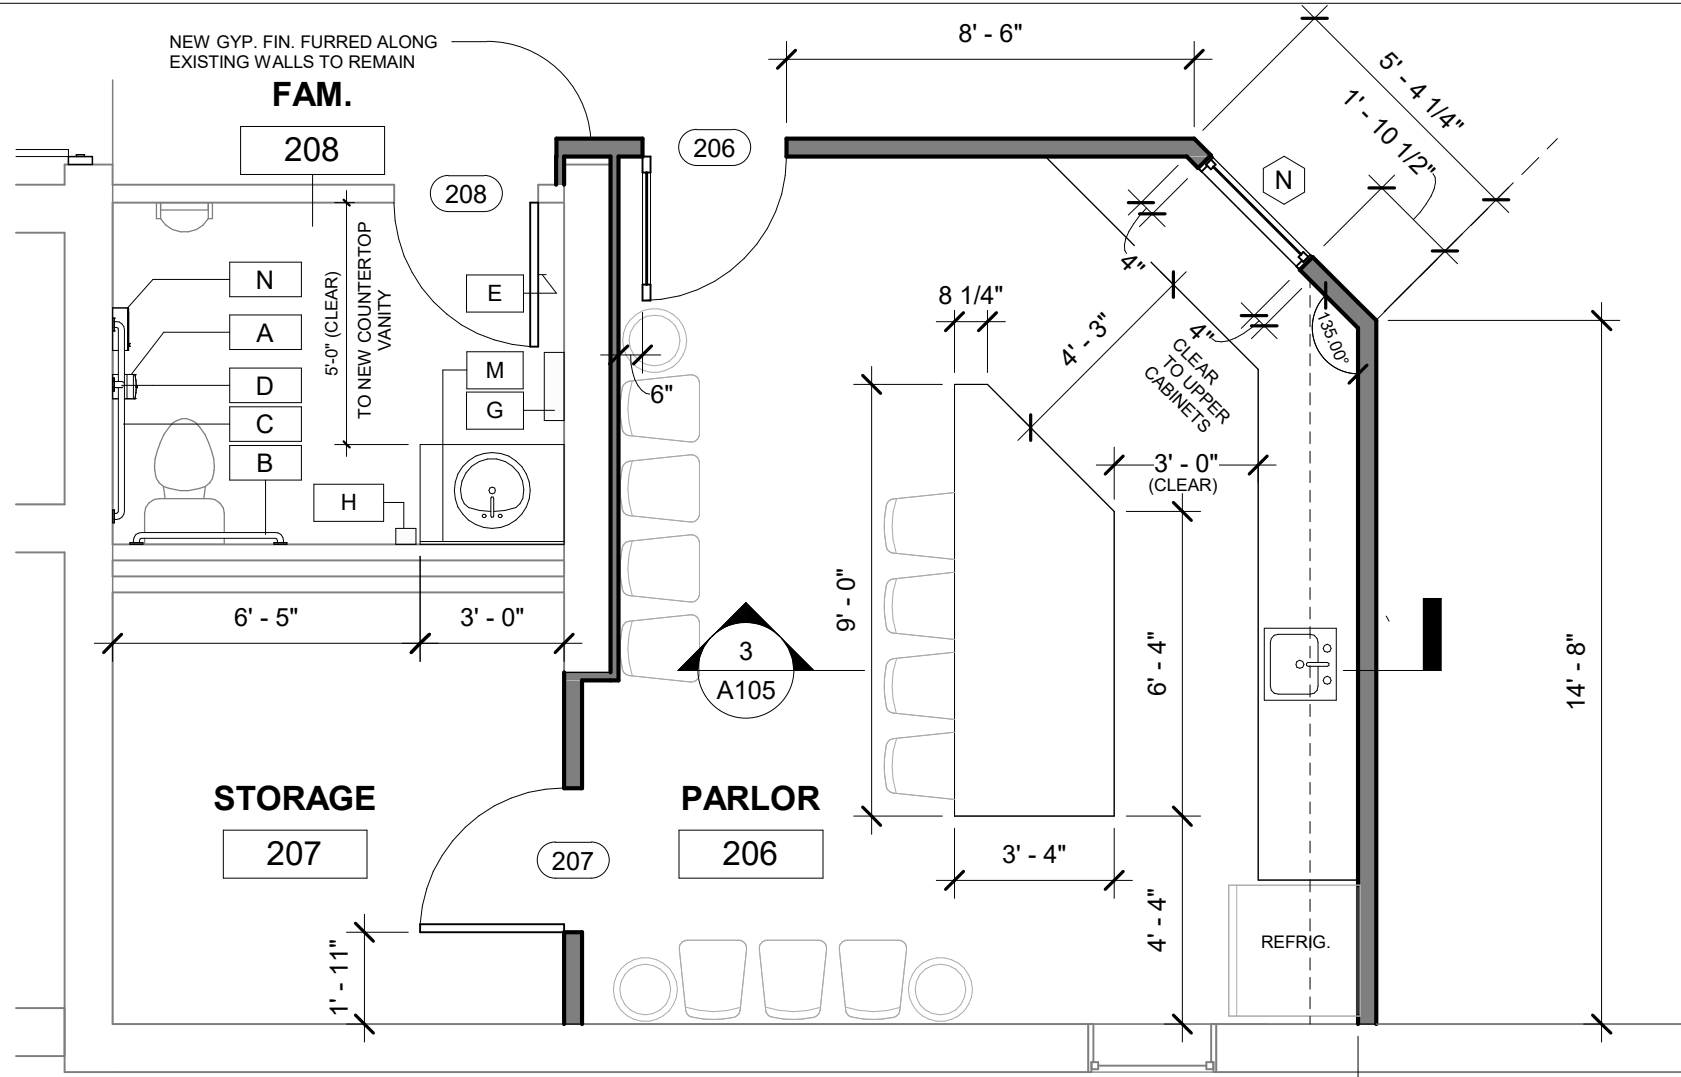 NEW GYP. FIN. FURRED ALONG
EXISTING WALLS TO REMAIN
FAM.
208
208
206
8' - 6"
5' - 4 1/4"
1' - 10 1/2"
N
4"
4"
135.00°
N
A
D
C
B
H
E
M
G
5'-0" (CLEAR)
TO NEW COUNTERTOP
VANITY
6"
8 1/4"
4' - 3"
CLEAR
TO UPPER
CABINETS
3' - 0"
(CLEAR)
9' - 0"
6' - 4"
14' - 8"
6' - 5"
3' - 0"
3
A105
STORAGE
207
207
PARLOR
206
3' - 4"
4' - 4"
1' - 11"
REFRIG.